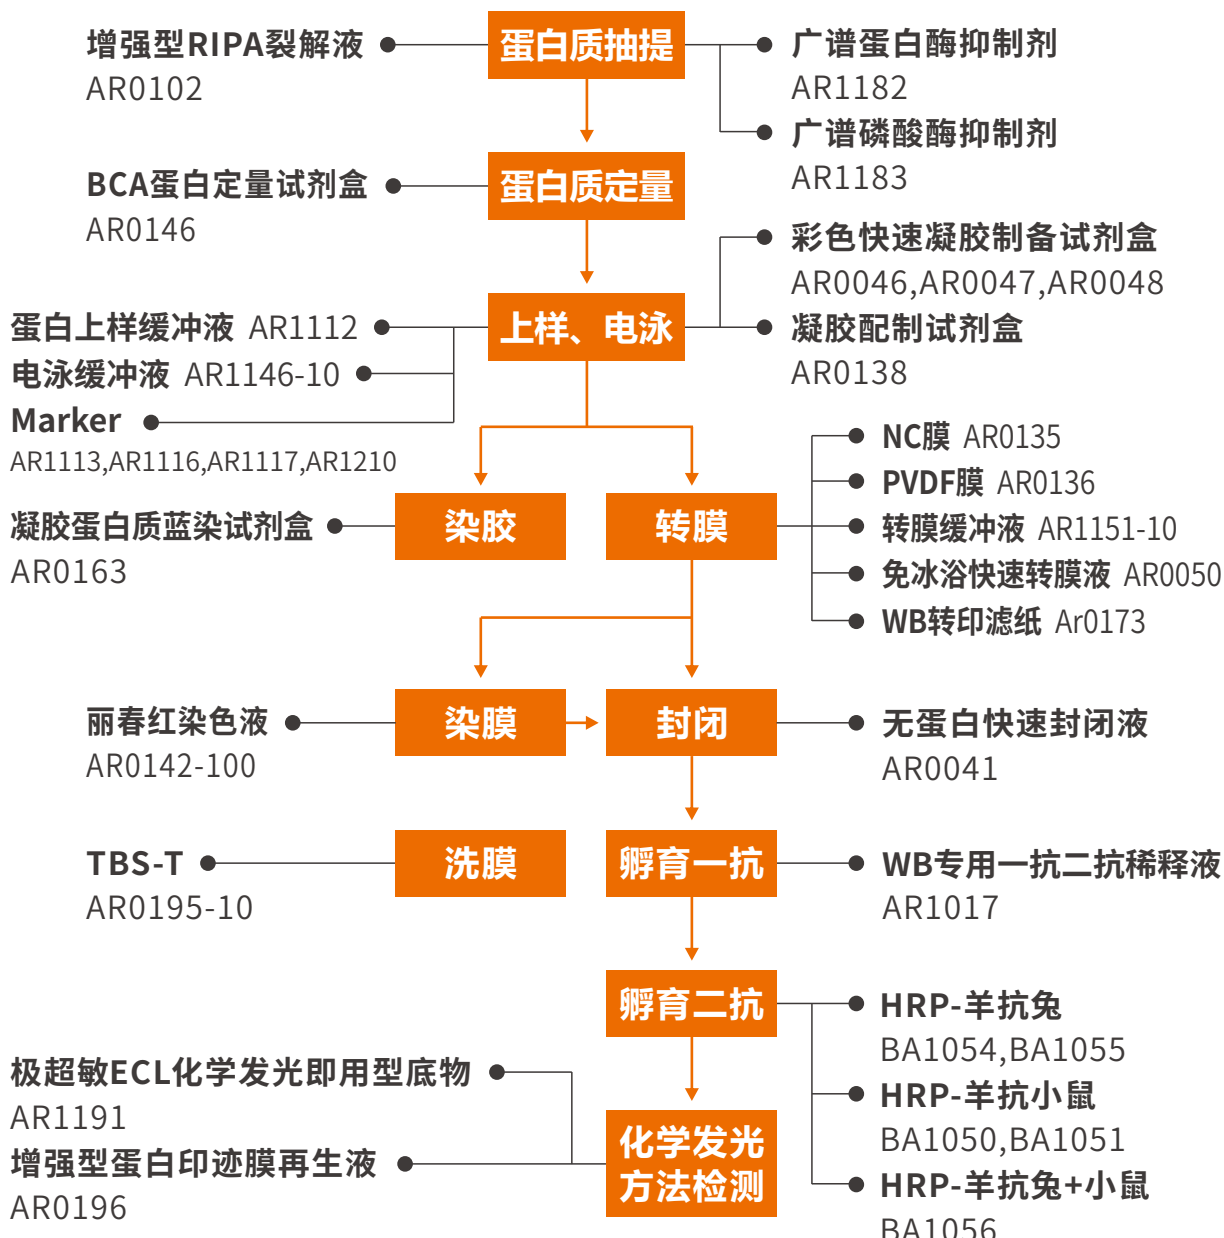 增强型RIPA裂解液
AR0102
蛋白质抽提
广谱蛋白酶抑制剂
AR1182
广谱磷酸酶抑制剂
AR1183
BCA蛋白定量试剂盒
AR0146
蛋白质定量
彩色快速凝胶制备试剂盒
AR0046,AR0047,AR0048
蛋白上样缓冲液 AR1112
电泳缓冲液 AR1146-10
Marker
AR1113,AR1116,AR1117,AR1210
上样、电泳
凝胶配制试剂盒
AR0138
NC膜 AR0135
PVDF膜 AR0136
转膜缓冲液 AR1151-10
免冰浴快速转膜液 AR0050
WB转印滤纸 Ar0173
凝胶蛋白质蓝染试剂盒
AR0163
染胶
转膜
丽春红染色液
AR0142-100
染膜
封闭
无蛋白快速封闭液
AR0041
TBS-T
AR0195-10
洗膜
孵育一抗
WB专用一抗二抗稀释液
AR1017
孵育二抗
HRP-羊抗兔
BA1054,BA1055
HRP-羊抗小鼠
BA1050,BA1051
HRP-羊抗兔+小鼠
BA1056
极超敏ECL化学发光即用型底物
AR1191
增强型蛋白印迹膜再生液
AR0196
化学发光
方法检测